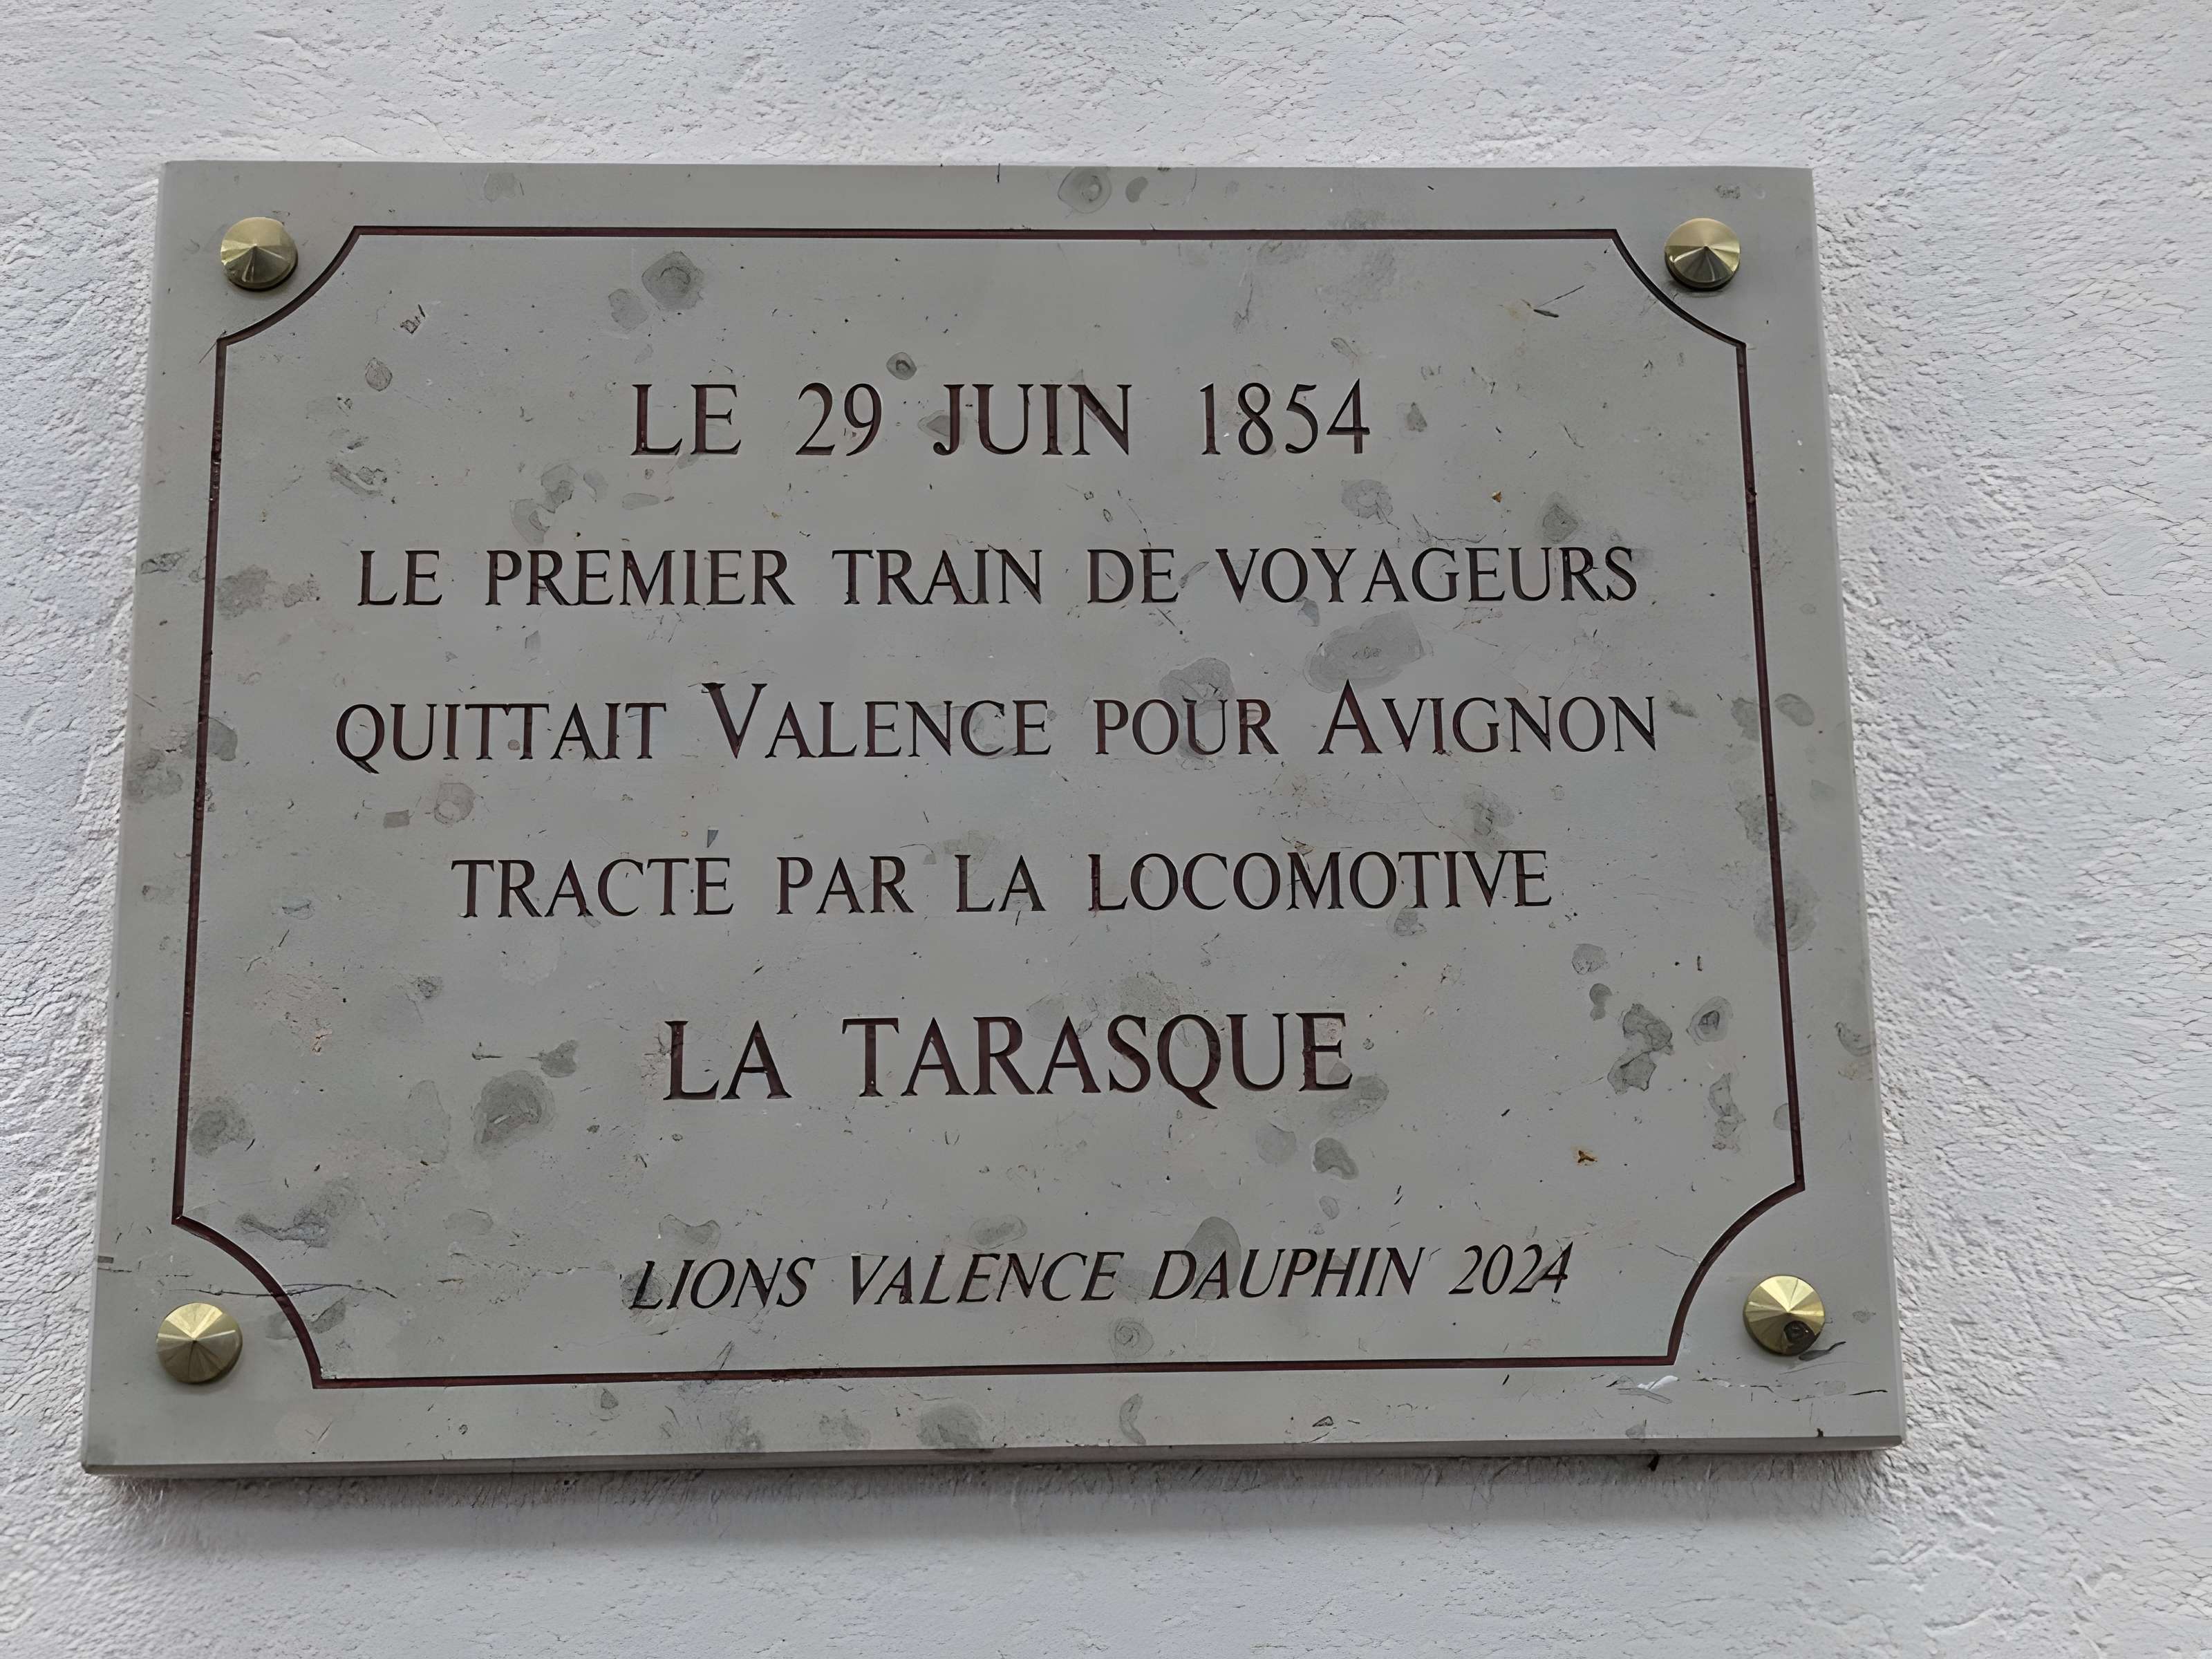 LE 29 JUIN 1854
LE PREMIER TRAIN DE VOYAGEURS
QUITTAIT VALENCE POUR AVIGNON
TRACTÉ PAR LA LOCOMOTIVE
LA TARASQUE
LIONS VALENCE DAUPHIN 2024